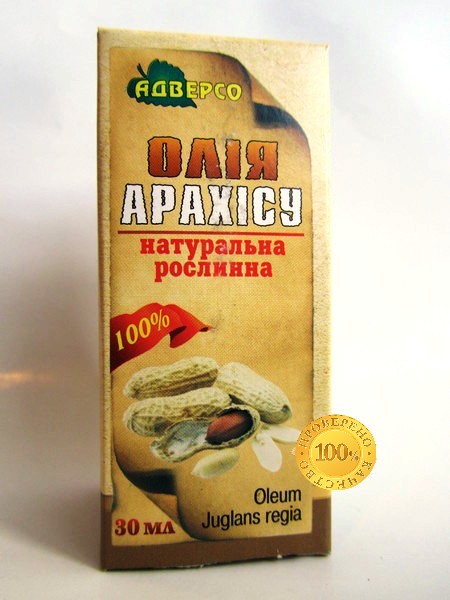 АДВЕРСО
ОЛІЯ
АРАХІСУ
натуральна
рослинна
100%
ПРОВЕРЕНО
100%
КАЧЕСТВО
Oleum
Juglans regia
30 мл